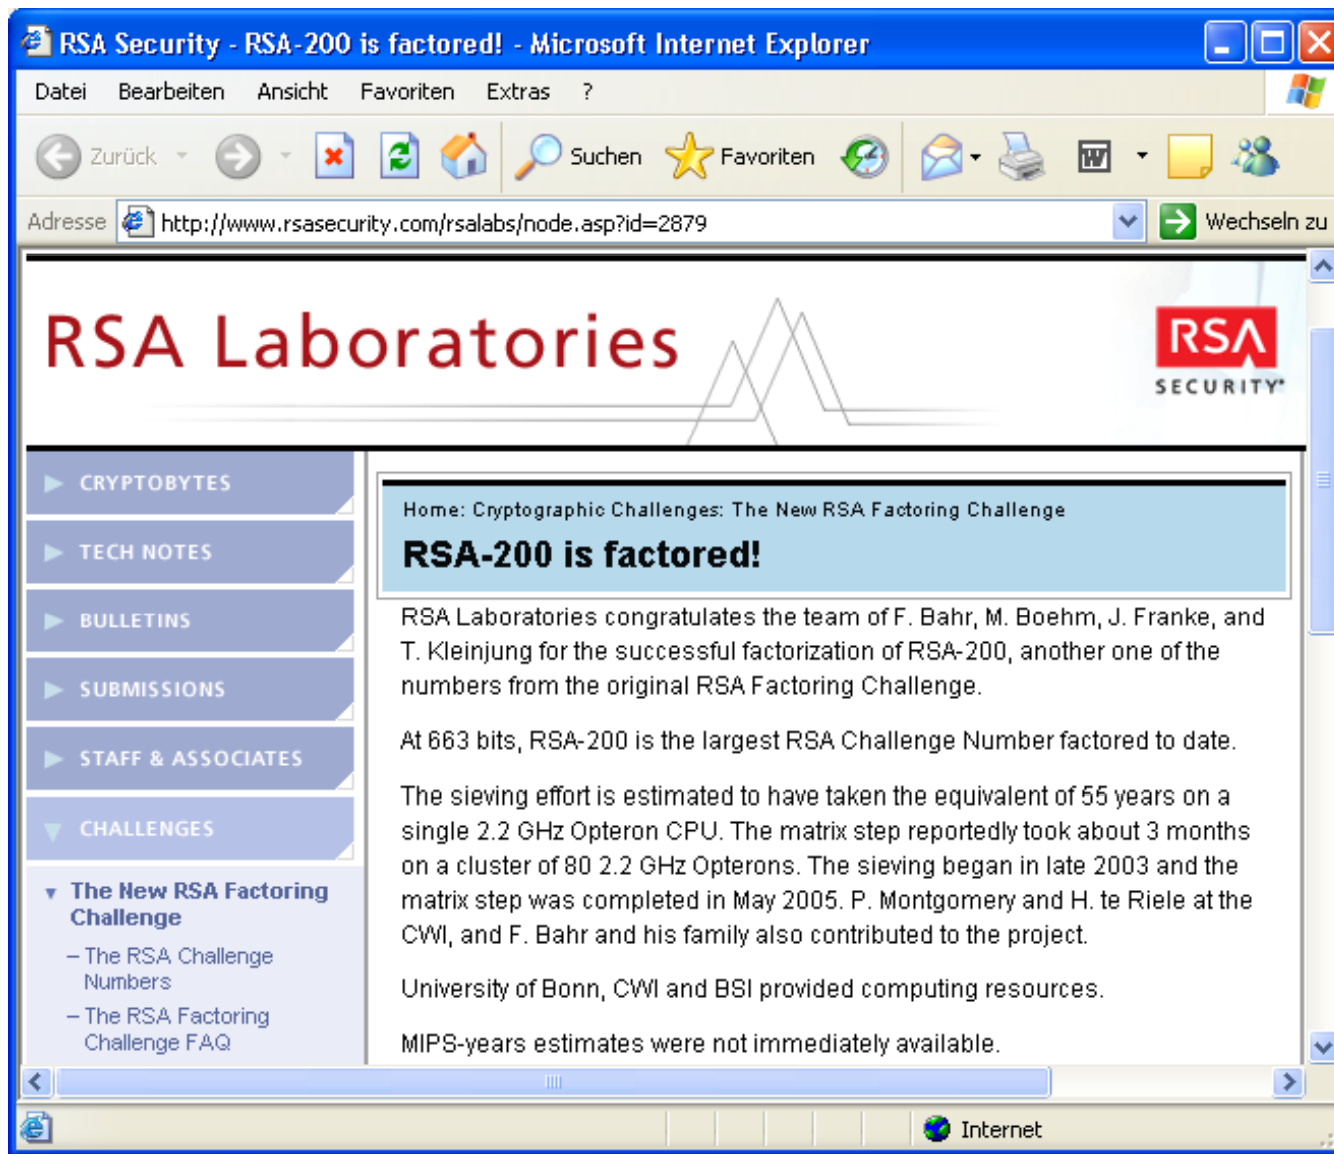 RSA Security - RSA-200 is factored! - Microsoft Internet Explorer
Datei Bearbeiten Ansicht Favoriten Extras ?
Zurück Suchen Favoriten W
Adresse http://www.rsasecurity.com/rsalabs/node.asp?id=2879 Wechseln zu
RSA Laboratories
RSA
SECURITY
CRYPTOBYTES
TECH NOTES
BULLETINS
SUBMISSIONS
STAFF & ASSOCIATES
CHALLENGES
The New RSA Factoring
Challenge
– The RSA Challenge
Numbers
– The RSA Factoring
Challenge FAQ
Home: Cryptographic Challenges: The New RSA Factoring Challenge
RSA-200 is factored!
RSA Laboratories congratulates the team of F. Bahr, M. Boehm, J. Franke, and
T. Kleinjung for the successful factorization of RSA-200, another one of the
numbers from the original RSA Factoring Challenge.
At 663 bits, RSA-200 is the largest RSA Challenge Number factored to date.
The sieving effort is estimated to have taken the equivalent of 55 years on a
single 2.2 GHz Opteron CPU. The matrix step reportedly took about 3 months
on a cluster of 80 2.2 GHz Opterons. The sieving began in late 2003 and the
matrix step was completed in May 2005. P. Montgomery and H. te Riele at the
CWI, and F. Bahr and his family also contributed to the project.
University of Bonn, CWI and BSI provided computing resources.
MIPS-years estimates were not immediately available.
Internet